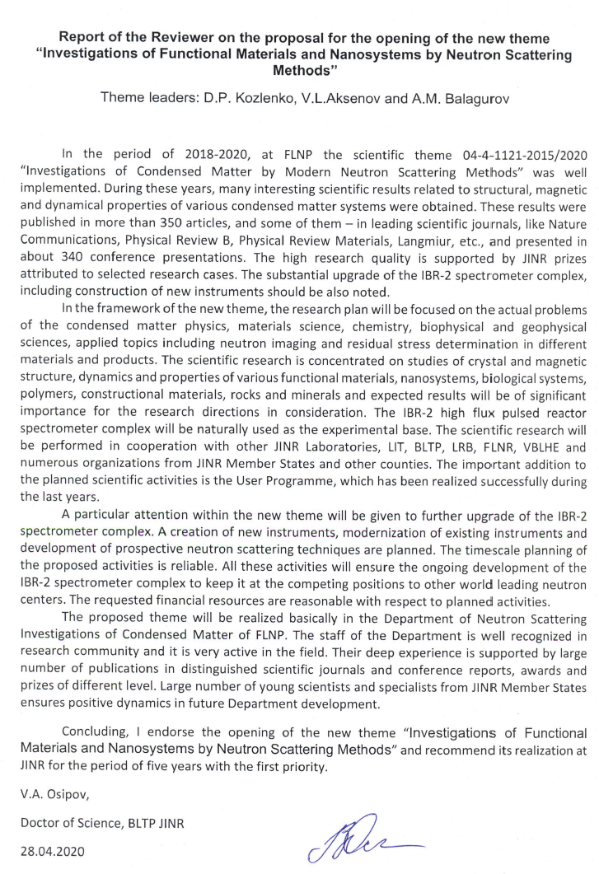 Report of the Reviewer on the proposal for the opening of the new theme
“Investigations of Functional Materials and Nanosystems by Neutron Scattering
Methods”
Theme leaders: D.P. Kozlenko, V.L.Aksenov and A.M. Balagurov
In the period of 2018-2020, at FLNP the scientific theme 04-4-1121-2015/2020
“Investigations of Condensed Matter by Modern Neutron Scattering Methods” was well
implemented. During these years, many interesting scientific results related to structural, magnetic
and dynamical properties of various condensed matter systems were obtained. These results were
published in more than 350 articles, and some of them – in leading scientific journals, like Nature
Communications, Physical Review B, Physical Review Materials, Langmiur, etc., and presented in
about 340 conference presentations. The high research quality is supported by JINR prizes
attributed to selected research cases. The substantial upgrade of the IBR-2 spectrometer complex,
including construction of new instruments should be also noted.
In the framework of the new theme, the research plan will be focused on the actual problems
of the condensed matter physics, materials science, chemistry, biophysical and geophysical
sciences, applied topics including neutron imaging and residual stress determination in different
materials and products. The scientific research is concentrated on studies of crystal and magnetic
structure, dynamics and properties of various functional materials, nanosystems, biological systems,
polymers, constructional materials, rocks and minerals and expected results will be of significant
importance for the research directions in consideration. The IBR-2 high flux pulsed reactor
spectrometer complex will be naturally used as the experimental base. The scientific research will
be performed in cooperation with other JINR Laboratories, LIT, BLTP, LRB, FLNR, VBLHE and
numerous organizations from JINR Member States and other counties. The important addition to
the planned scientific activities is the User Programme, which has been realized successfully during
the last years.
A particular attention within the new theme will be given to further upgrade of the IBR-2
spectrometer complex. A creation of new instruments, modernization of existing instruments and
development of prospective neutron scattering techniques are planned. The timescale planning of
the proposed activities is reliable. All these activities will ensure the ongoing development of the
IBR-2 spectrometer complex to keep it at the competing positions to other world leading neutron
centers. The requested financial resources are reasonable with respect to planned activities.
The proposed theme will be realized basically in the Department of Neutron Scattering
Investigations of Condensed Matter of FLNP. The staff of the Department is well recognized in
research community and it is very active in the field. Their deep experience is supported by large
number of publications in distinguished scientific journals and conference reports, awards and
prizes of different level. Large number of young scientists and specialists from JINR Member States
ensures positive dynamics in future Department development.
Concluding, I endorse the opening of the new theme “Investigations of Functional
Materials and Nanosystems by Neutron Scattering Methods” and recommend its realization at
JINR for the period of five years with the first priority.
V.A. Osipov,
Doctor of Science, BLTP JINR
28.04.2020